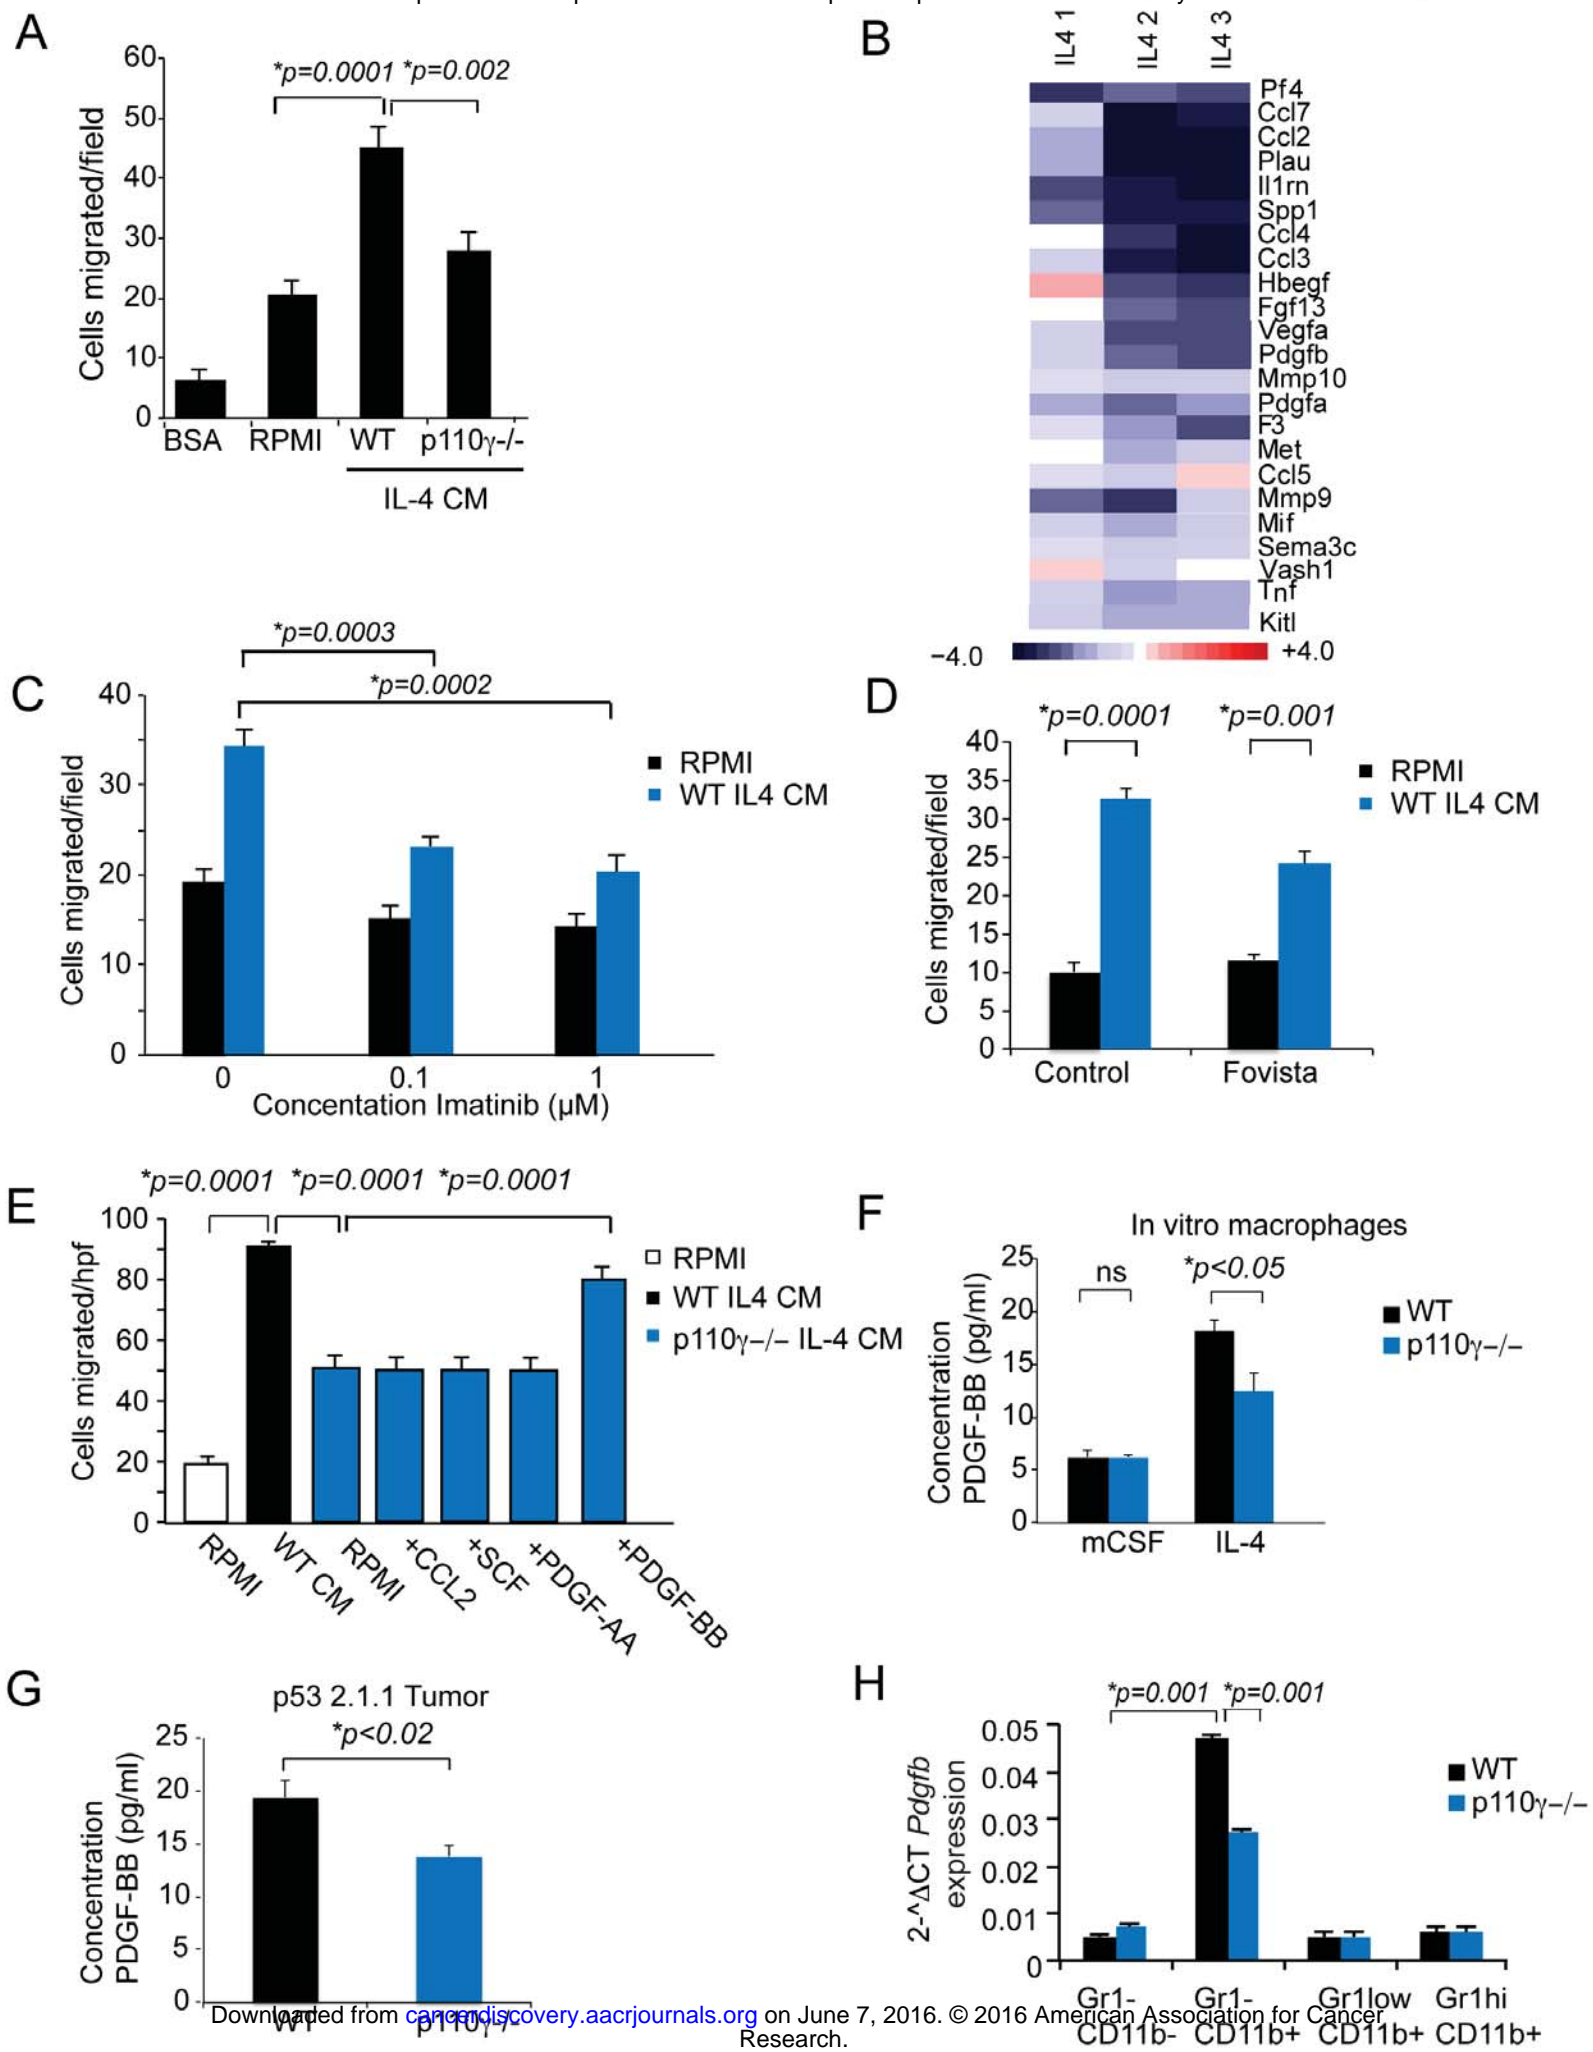 A
60
50
40
30
20
10
0
Cells migrated/field
*p=0.0001 *p=0.002
BSA RPMI WT p110γ-/-
IL-4 CM
B
IL4 1
IL4 2
IL4 3
Pf4
Ccl7
Ccl2
Plau
Il1rn
Spp1
Ccl4
Ccl3
Hbegf
Fgf13
Vegfa
Pdgfb
Mmp10
Pdgfa
F3
Met
Ccl5
Mmp9
Mif
Sema3c
Vash1
Tnf
Kitl
−4.0 +4.0
C
*p=0.0003
*p=0.0002
40
30
20
10
0
Cells migrated/field
RPMI
WT IL4 CM
0 0.1 1
Concentation Imatinib (µM)
D
*p=0.0001 *p=0.001
40
35
30
25
20
15
10
5
0
Cells migrated/field
RPMI
WT IL4 CM
Control Fovista
E
*p=0.0001 *p=0.0001 *p=0.0001
100
80
60
40
20
0
Cells migrated/hpf
RPMI
WT IL4 CM
p110γ−/− IL-4 CM
RPMI
WT CM
RPMI
+CCL2
+SCF
+PDGF-AA
+PDGF-BB
F
In vitro macrophages
25
20
15
10
5
0
Concentration
PDGF-BB (pg/ml)
ns *p<0.05
WT
p110γ−/−
mCSF IL-4
G
p53 2.1.1 Tumor
*p<0.02
25
20
15
10
5
0
Concentration
PDGF-BB (pg/ml)
WT p110γ-/-
H
*p=0.001 *p=0.001
0.05
0.04
0.03
0.02
0.01
0
2-^ΔCT Pdgfb
expression
WT
p110γ−/−
Gr1- Gr1- Gr1low Gr1hi
CD11b- CD11b+ CD11b+ CD11b+
Downloaded from cancerdiscovery.aacrjournals.org on June 7, 2016. © 2016 American Association for Cancer
Research.